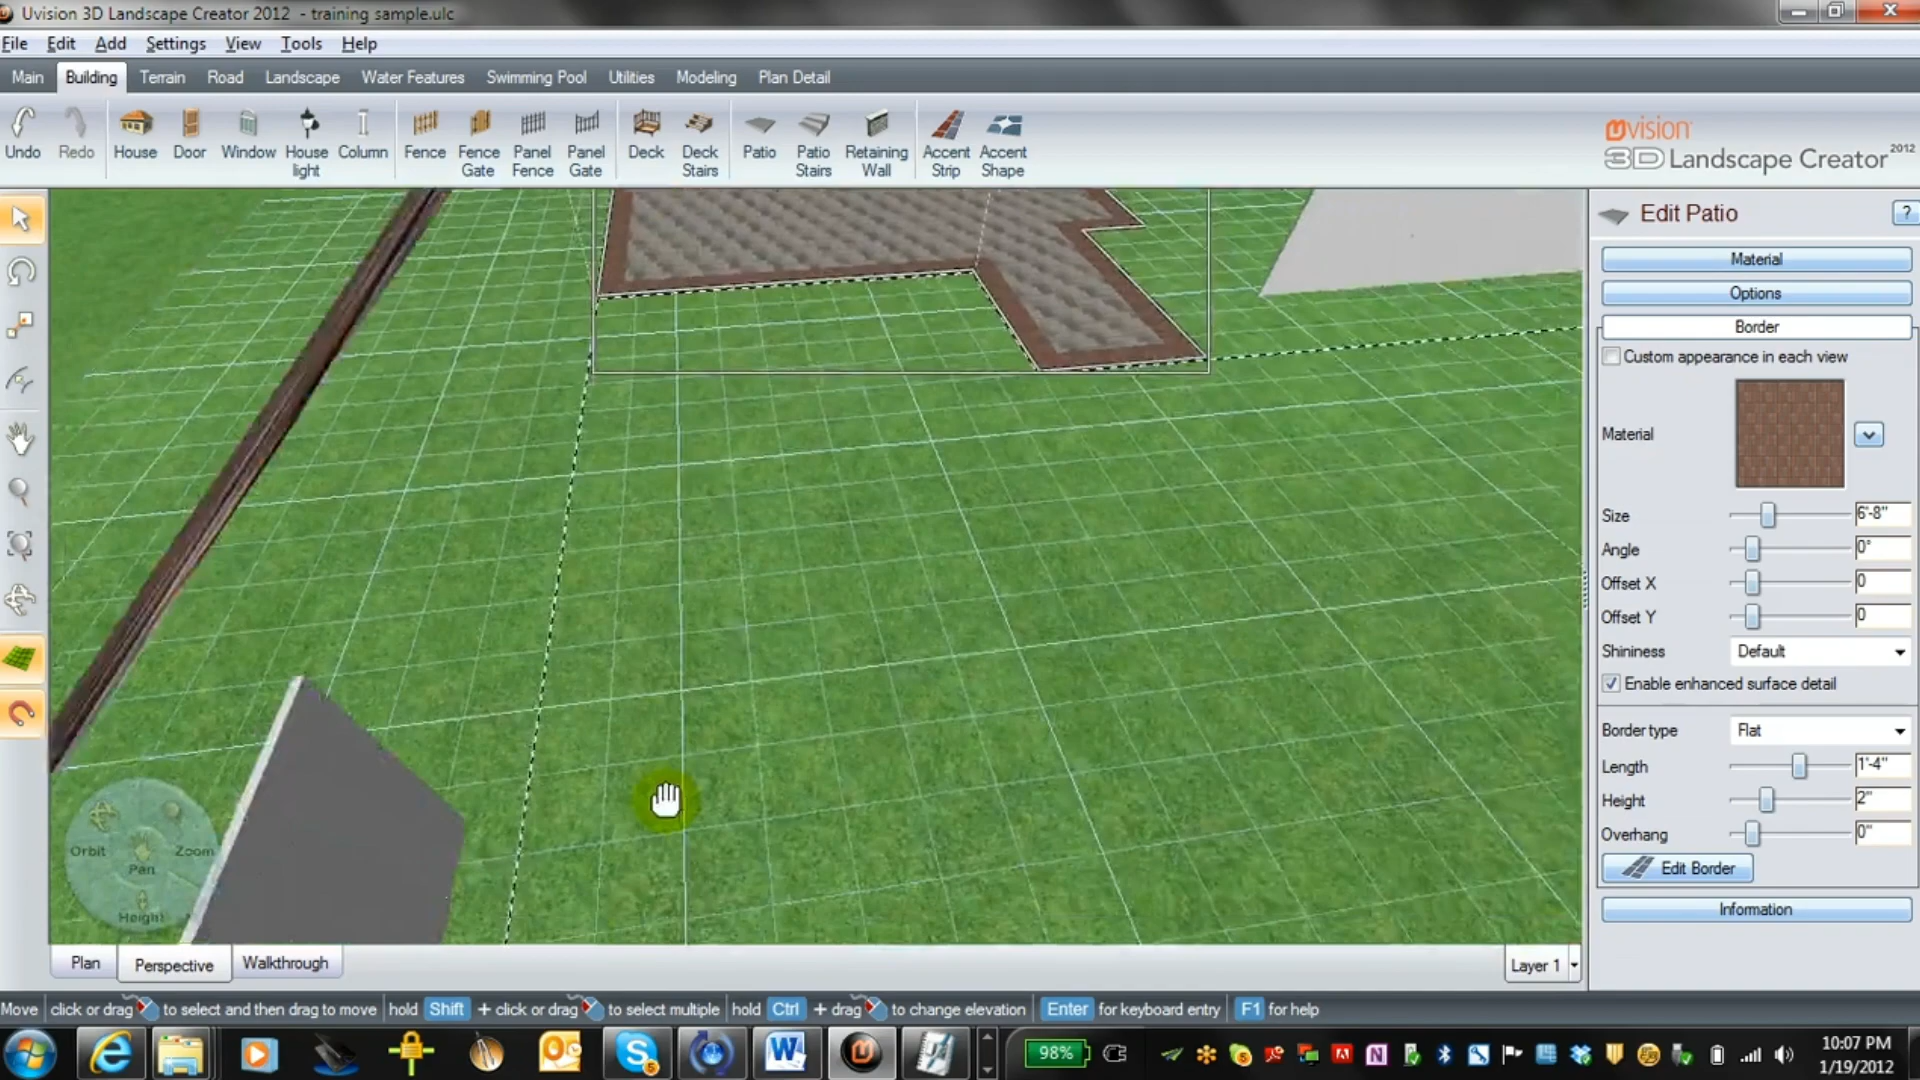 Uvision 3D Landscape Creator 2012 - training sample.ulc
File Edit Add Settings View Tools Help
Main Building Terrain Road Landscape Water Features Swimming Pool Utilities Modeling Plan Detail
Undo Redo House Door Window House light Column Fence Fence Gate Panel Fence Panel Gate Deck Deck Stairs Patio Patio Stairs Retaining Wall Accent Strip Accent Shape
uvision
3D Landscape Creator 2012
Edit Patio ?
Material
Options
Border
Custom appearance in each view
Material
Size 6'-8"
Angle 0°
Offset X 0
Offset Y 0
Shininess Default
Enable enhanced surface detail
Border type Flat
Length 1'-4"
Height 2"
Overhang 0"
Edit Border
Information
Orbit Zoom
Pan
Height
Plan Perspective Walkthrough Layer 1
Move click or drag to select and then drag to move hold Shift + click or drag to select multiple hold Ctrl + drag to change elevation Enter for keyboard entry F1 for help
98%
10:07 PM
1/19/2012